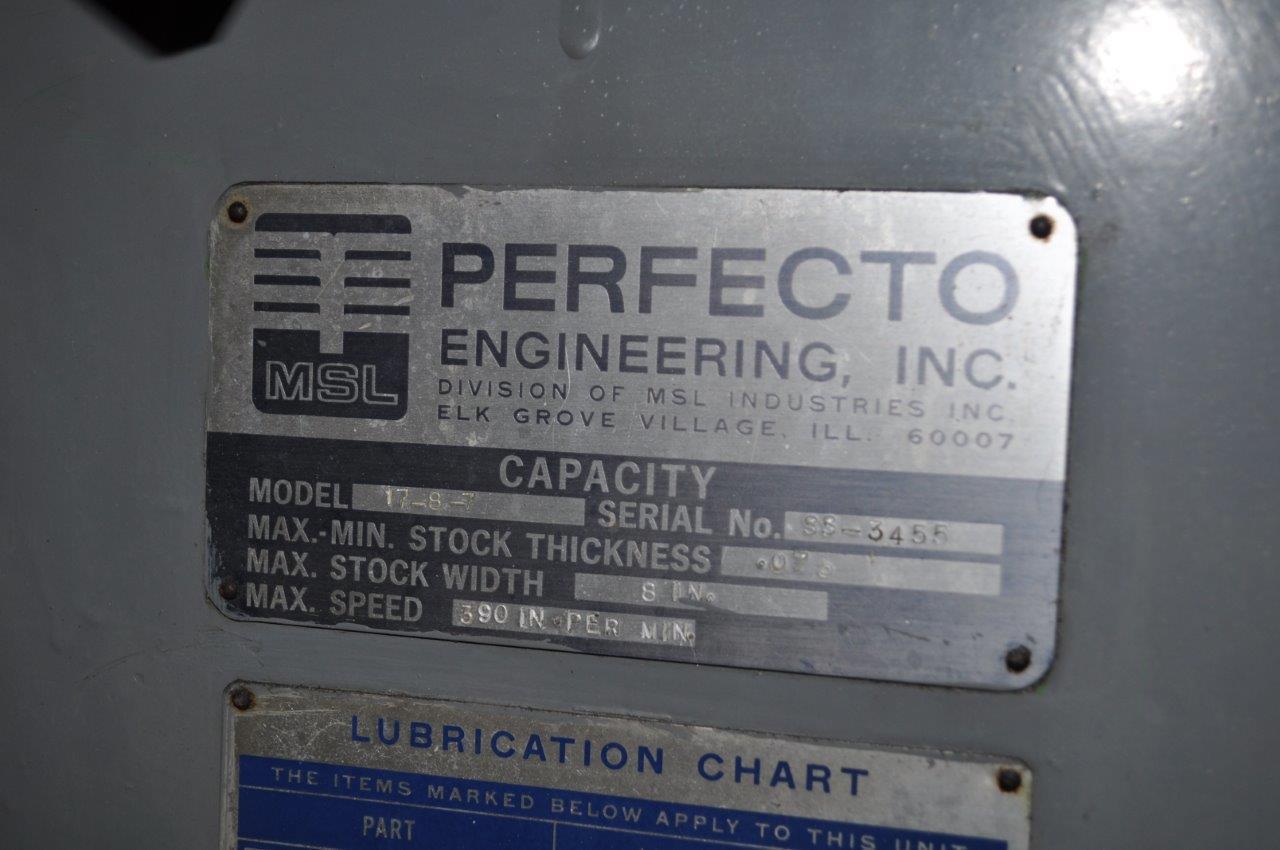 MSL
PERFECTO
ENGINEERING, INC.
DIVISION OF MSL INDUSTRIES INC.
ELK GROVE VILLAGE, ILL. 60007
CAPACITY
MODEL 17-8-7
SERIAL No. SS-3455
MAX.-MIN. STOCK THICKNESS
MAX. STOCK WIDTH 8 IN.
MAX. SPEED 390 IN. PER MIN.
LUBRICATION CHART
THE ITEMS MARKED BELOW APPLY TO THIS UNIT
PART